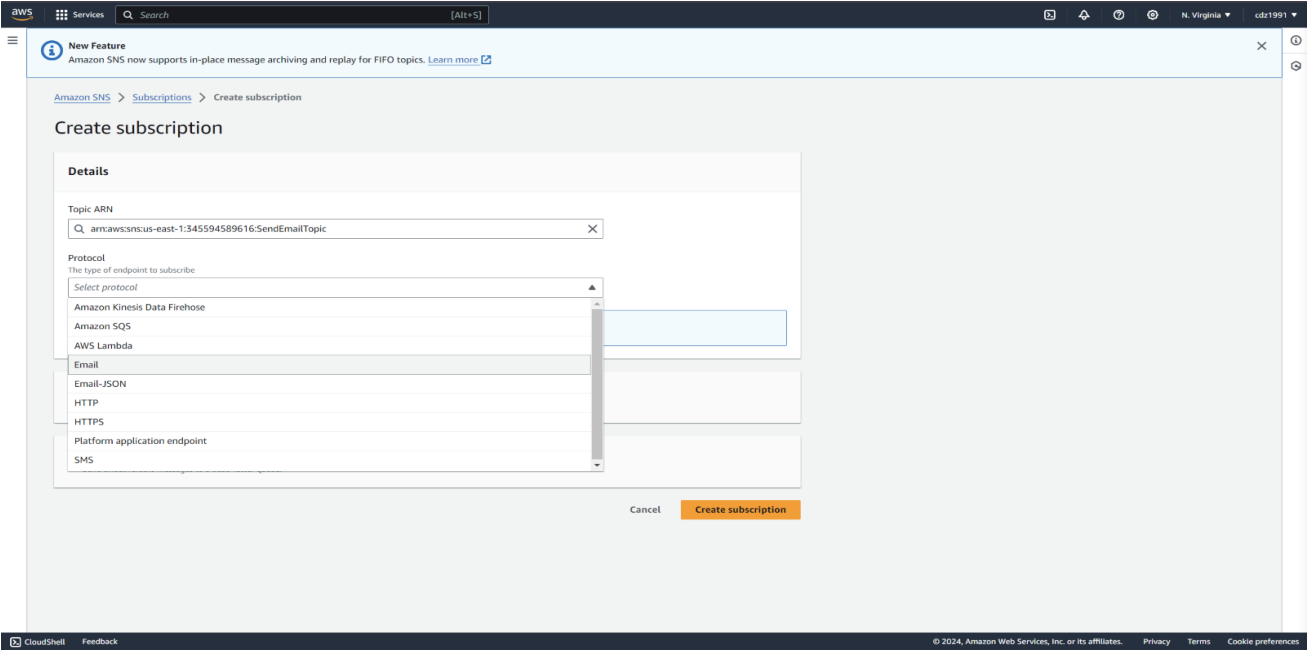 aws Services Search [Alt+S] N. Virginia cdz1991
New Feature
Amazon SNS now supports in-place message archiving and replay for FIFO topics. Learn more
Amazon SNS > Subscriptions > Create subscription
Create subscription
Details
Topic ARN
arn:aws:sns:us-east-1:345594589616:SendEmailTopic
Protocol
The type of endpoint to subscribe
Select protocol
Amazon Kinesis Data Firehose
Amazon SQS
AWS Lambda
Email
Email-JSON
HTTP
HTTPS
Platform application endpoint
SMS
Cancel Create subscription
CloudShell Feedback © 2024, Amazon Web Services, Inc. or its affiliates. Privacy Terms Cookie preferences